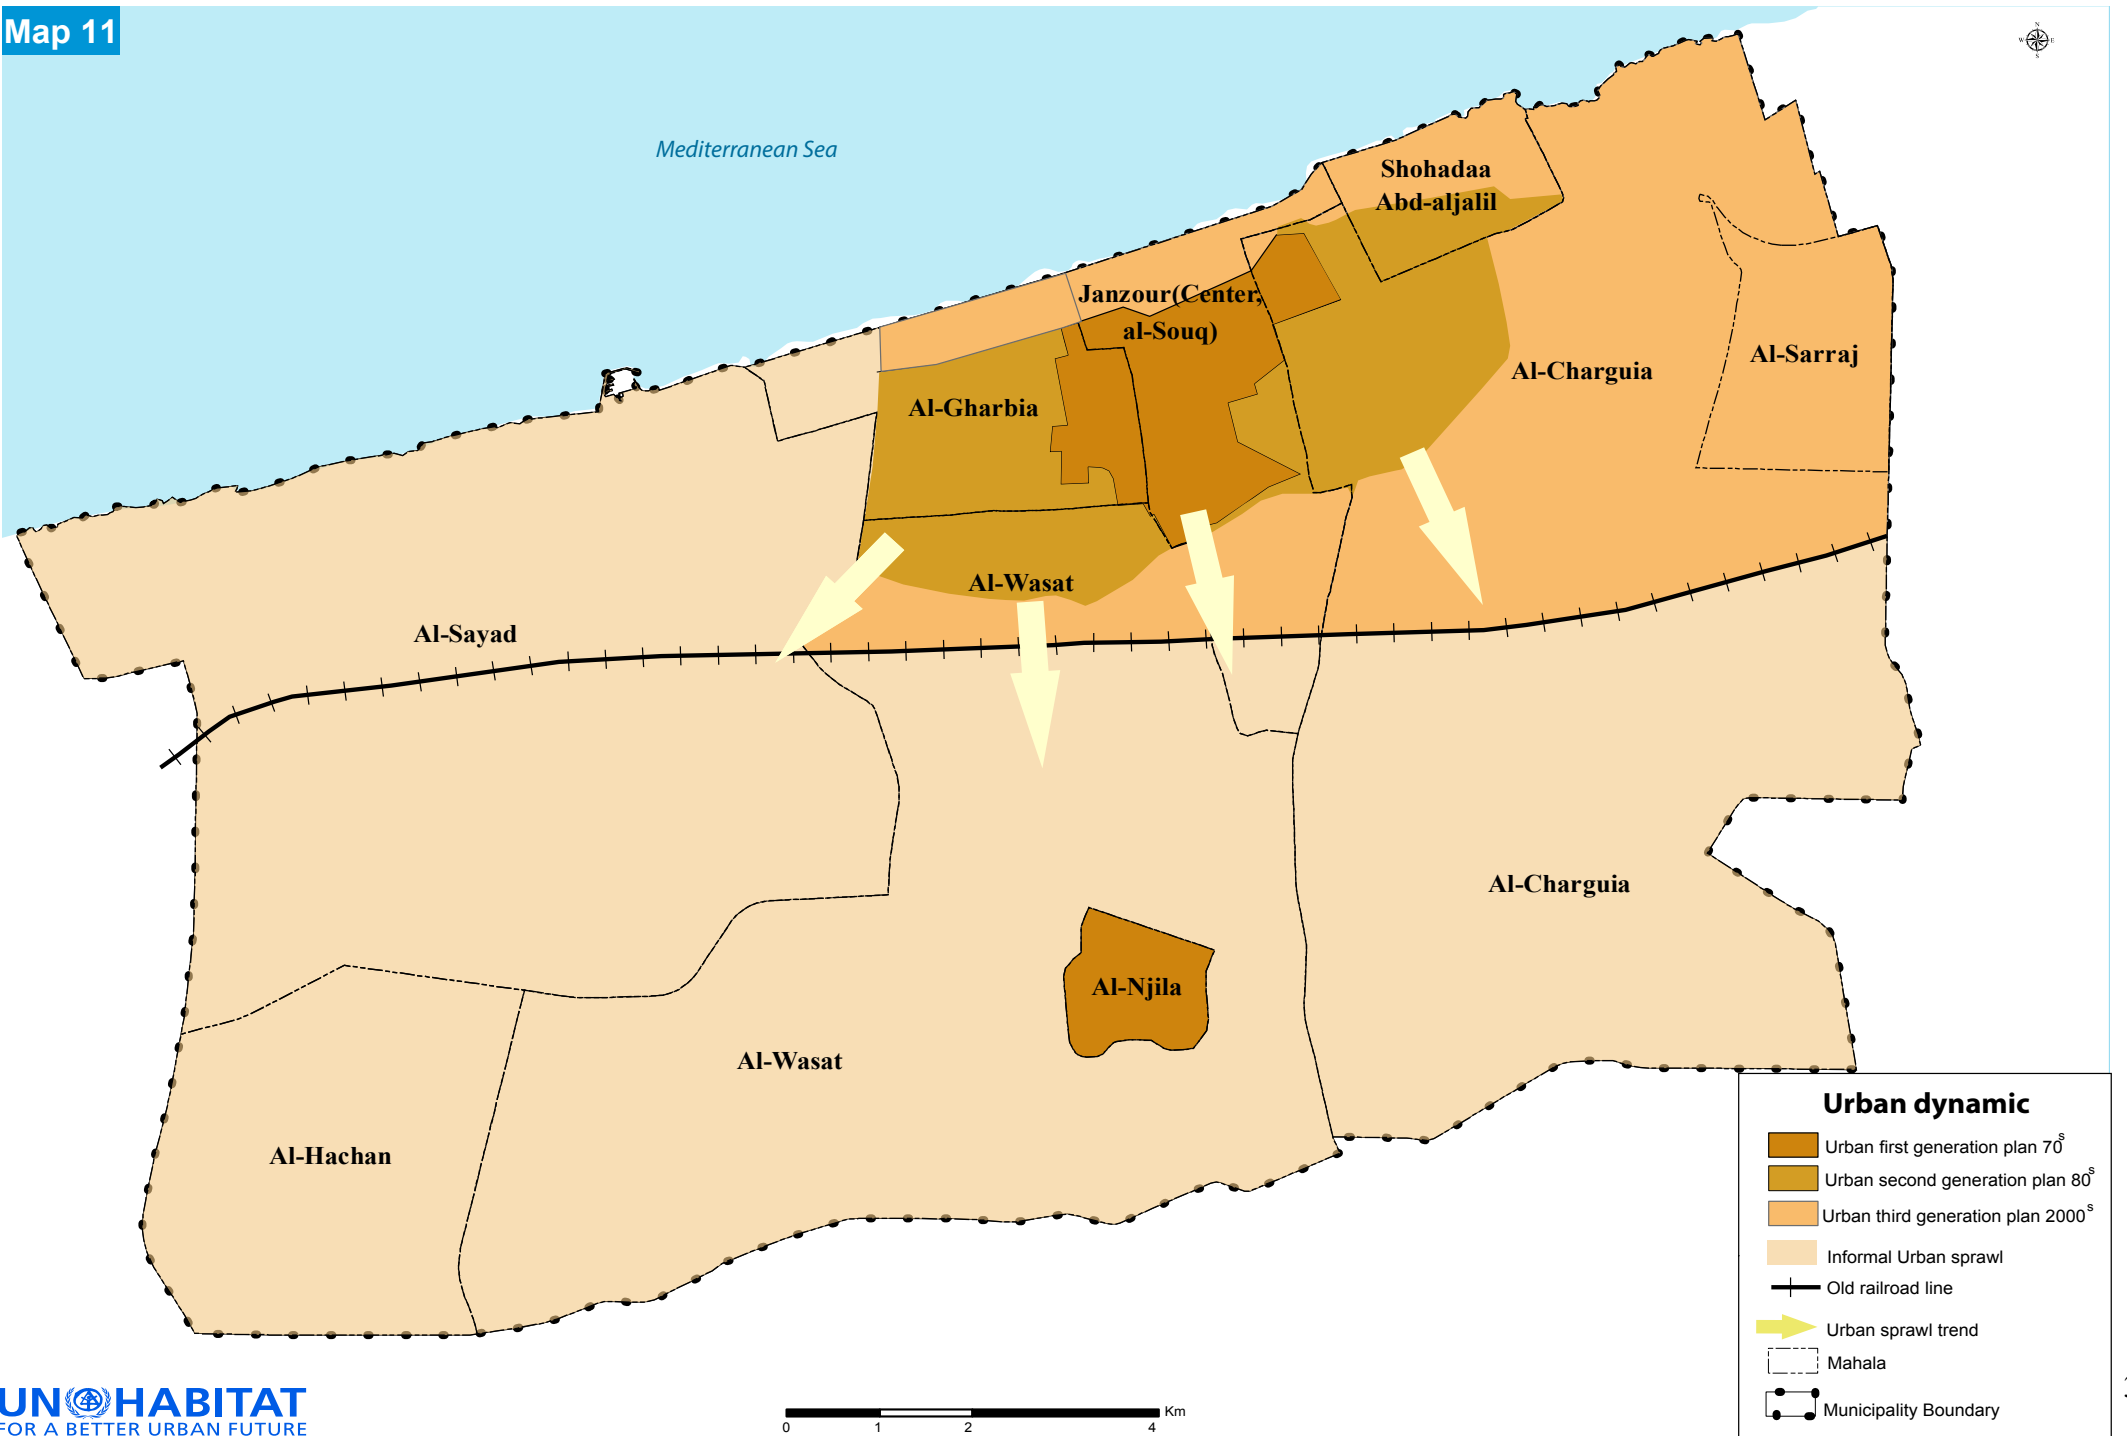 Map 11
N
W
E
S
Mediterranean Sea
Shohadaa
Abd-aljalil
Janzour(Center,
al-Souq)
Al-Charguia
Al-Sarraj
Al-Gharbia
Al-Wasat
Al-Sayad
Al-Charguia
Al-Njila
Al-Wasat
Al-Hachan
Urban dynamic
Urban first generation plan 70s
Urban second generation plan 80s
Urban third generation plan 2000s
Informal Urban sprawl
Old railroad line
Urban sprawl trend
Mahala
Municipality Boundary
UN HABITAT
FOR A BETTER URBAN FUTURE
Km
0 1 2 4